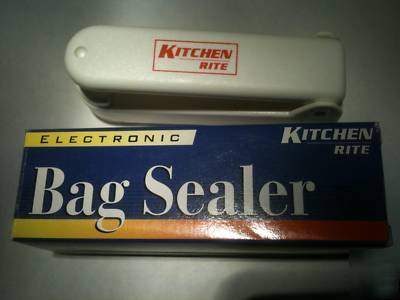 KITCHEN
RITE
ELECTRONIC
KITCHEN
RITE
Bag Sealer